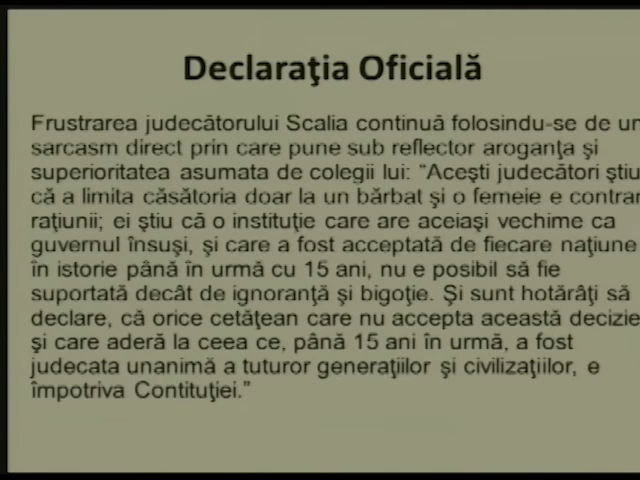 Declaraţia Oficială
Frustrarea judecătorului Scalia continuă folosindu-se de un
sarcasm direct prin care pune sub reflector aroganţa şi
superioritatea asumata de colegii lui: “Aceşti judecători ştiu
că a limita căsătoria doar la un bărbat şi o femeie e contrar
raţiunii; ei ştiu că o instituţie care are aceiaşi vechime ca
guvernul însuşi, şi care a fost acceptată de fiecare naţiune
în istorie până în urmă cu 15 ani, nu e posibil să fie
suportată decât de ignoranţă şi bigoţie. Şi sunt hotărâţi să
declare, că orice cetăţean care nu accepta această decizie
şi care aderă la ceea ce, până 15 ani în urmă, a fost
judecata unanimă a tuturor generaţiilor şi civilizaţiilor, e
împotriva Contituţiei.”